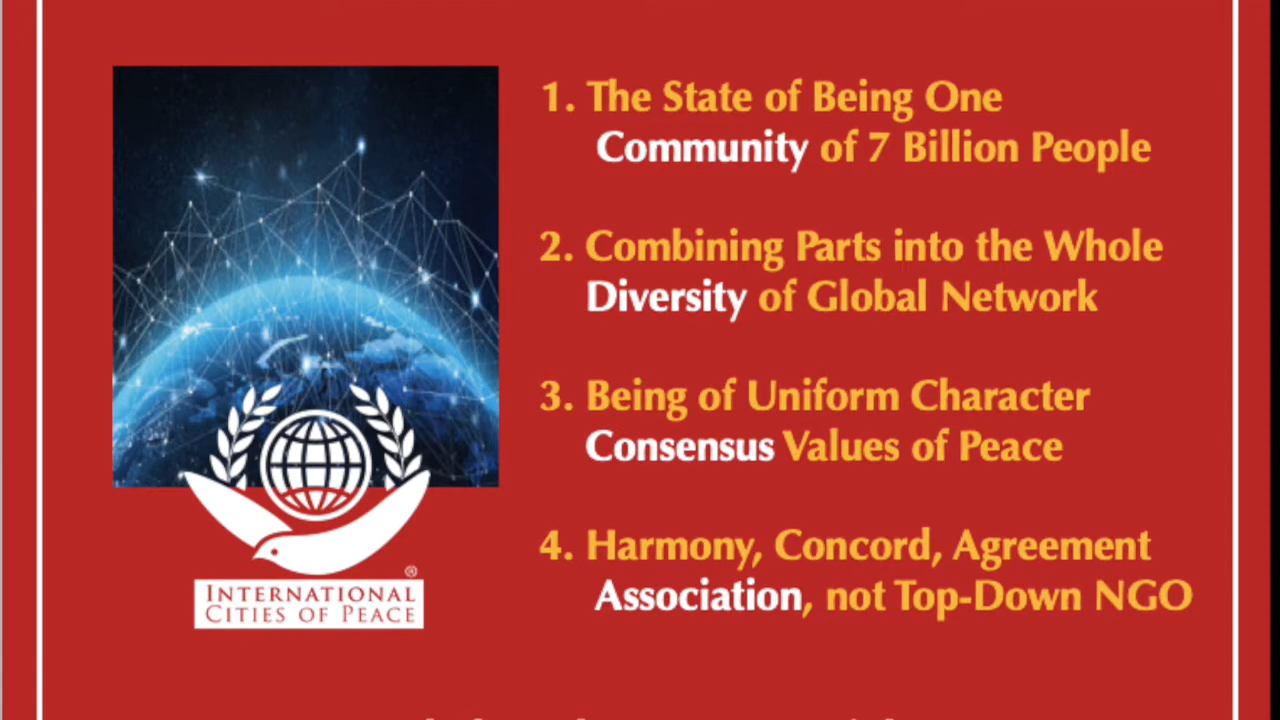 1. The State of Being One
Community of 7 Billion People
2. Combining Parts into the Whole
Diversity of Global Network
3. Being of Uniform Character
Consensus Values of Peace
4. Harmony, Concord, Agreement
Association, not Top-Down NGO
®
INTERNATIONAL
CITIES OF PEACE